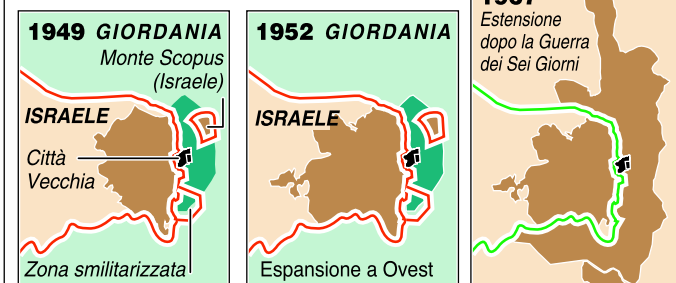 1949 GIORDANIA
Monte Scopus
(Israele)
ISRAELE
Città
Vecchia
Zona smilitarizzata
1952 GIORDANIA
ISRAELE
Espansione a Ovest
1967
Estensione
dopo la Guerra
dei Sei Giorni